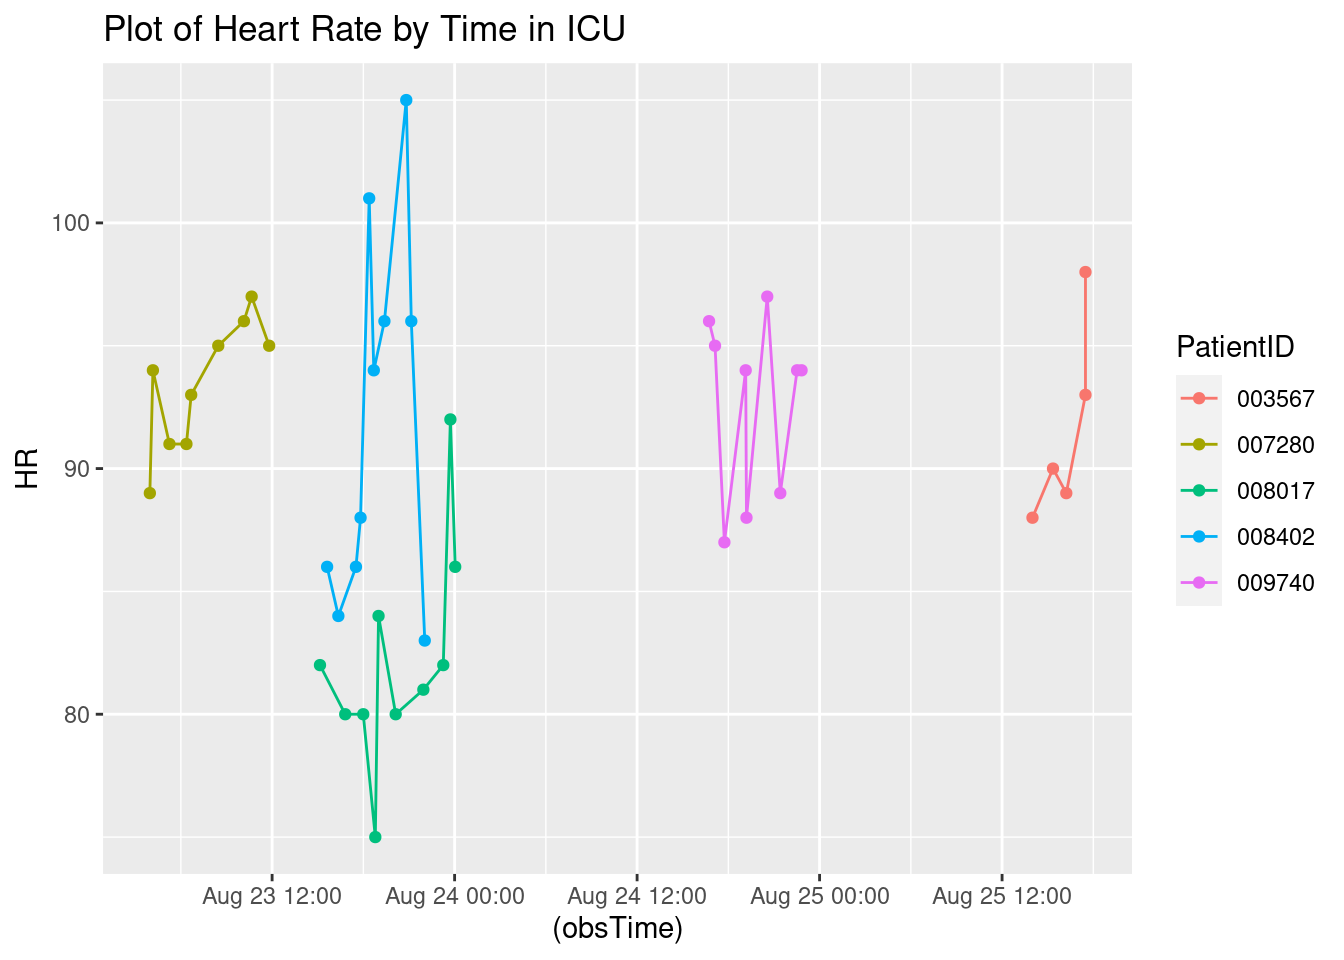 Plot of Heart Rate by Time in ICU
HR
100
90
80
Aug 23 12:00 Aug 24 00:00 Aug 24 12:00 Aug 25 00:00 Aug 25 12:00
(obsTime)
PatientID
003567
007280
008017
008402
009740